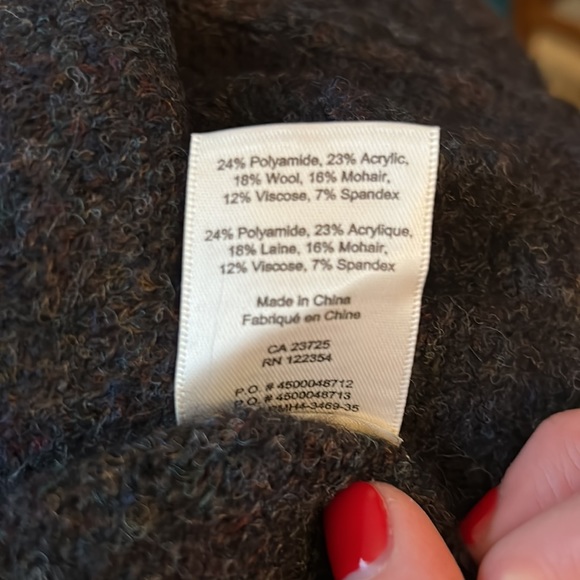 24% Polyamide, 23% Acrylic,
18% Wool, 16% Mohair,
12% Viscose, 7% Spandex
24% Polyamide, 23% Acrylique,
18% Laine, 16% Mohair,
12% Viscose, 7% Spandex
Made in China
Fabriqué en Chine
CA 23725
RN 122354
P.O. # 4500048712
P.O. # 4500048713